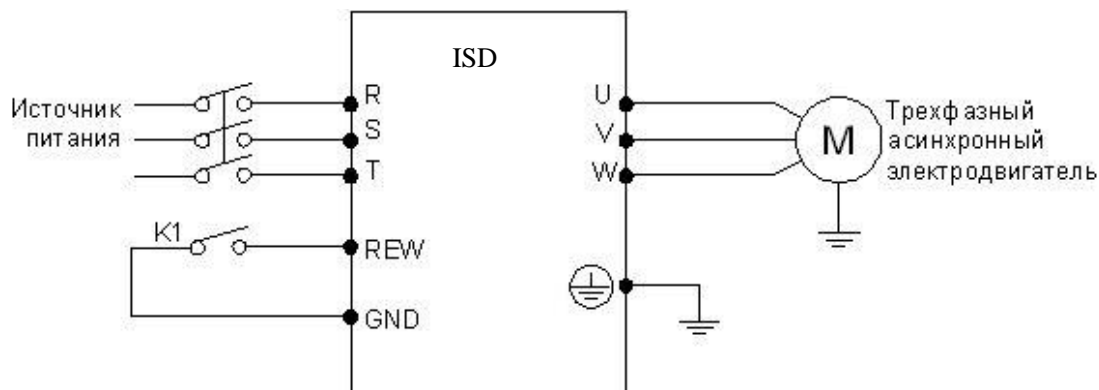 ISD
Источник
питания
R
S
T
U
V
W
M
Трехфазный
асинхронный
электродвигатель
K1
REW
GND